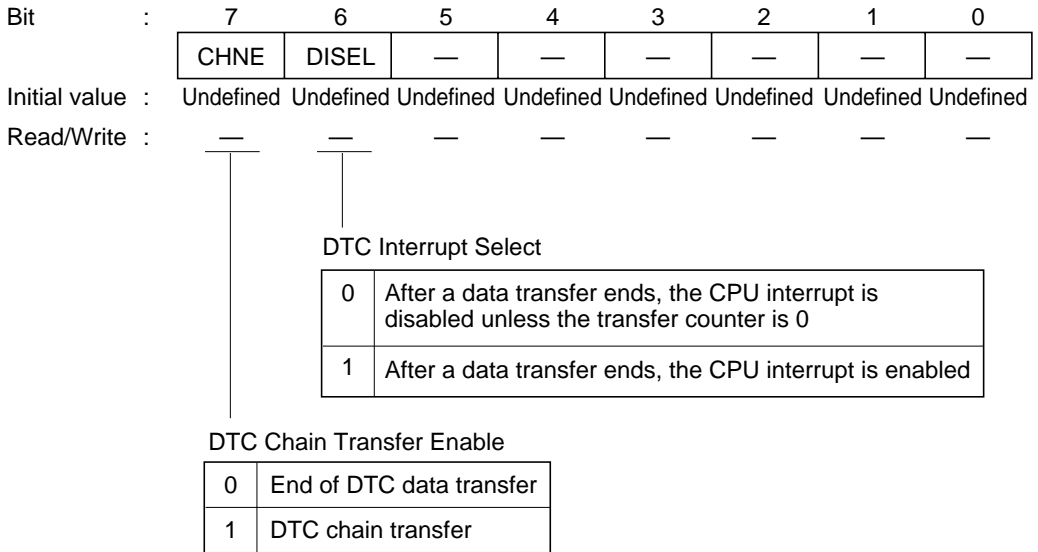 Bit : 7 6 5 4 3 2 1 0
CHNE DISEL — — — — — —
Initial value : Undefined Undefined Undefined Undefined Undefined Undefined Undefined Undefined
Read/Write : — — — — — — — —
DTC Interrupt Select
0 After a data transfer ends, the CPU interrupt is
disabled unless the transfer counter is 0
1 After a data transfer ends, the CPU interrupt is enabled
DTC Chain Transfer Enable
0 End of DTC data transfer
1 DTC chain transfer